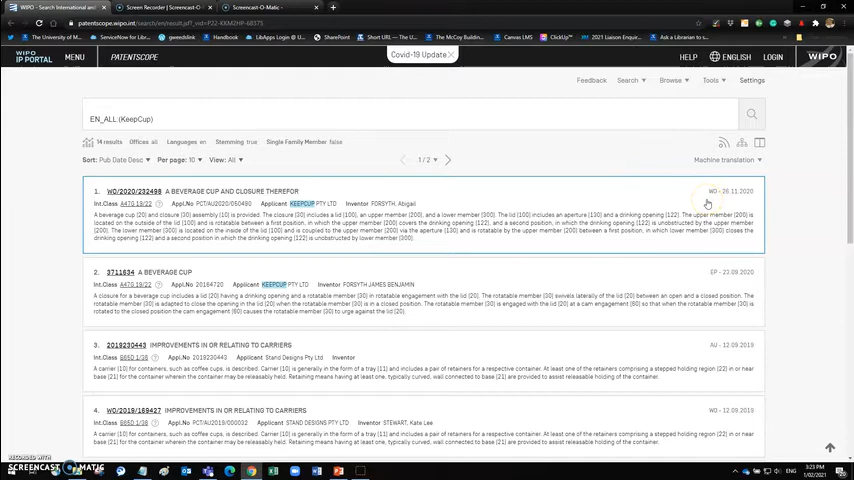 WIPO - Search International and
Screen Recorder | Screencast-O
Screencast-O-Matic -
patentscope.wipo.int/search/en/result.jsf?_vid=P22-KKM2HP-68375
The University of M
ServiceNow for Libr
gweedslink
Handbook
LibApps Login @ U
SharePoint
Short URL
The W
The McCoy Building
Canvas LMS
ClickUp™
2021 Liaison Enquir
Ask a Librarian to s
WIPO
IP PORTAL
MENU
PATENTSCOPE
Covid-19 Update
HELP
ENGLISH
LOGIN
WIPO
Feedback
Search
Browse
Tools
Settings
EN_ALL:(KeepCup)
14 results
Offices all
Languages en
Stemming true
Single Family Member false
Sort: Pub Date Desc
Per page: 10
View: All
1 / 2
Machine translation
1. WO/2020/232498 A BEVERAGE CUP AND CLOSURE THEREFOR
WO - 26.11.2020
Int.Class A47G 19/22 Appl.No PCT/AU2020/050490 Applicant KEEPCUP PTY LTD Inventor FORSYTH, Abigail
A beverage cup [20] and closure [30] assembly [10] is provided. The closure [30] includes a lid [100], an upper member [200], and a lower member [300]. The lid [100] includes an aperture [130] and a drinking opening [122]. The upper member [200] is
located on the outside of the lid [100] and is rotatable between a first position, in which the upper member [200] covers the drinking opening [122], and a second position in which the drinking opening [122] is unobstructed by the upper member
[200]. The lower member [300] is located on the inside of the lid [100] and is coupled to the upper member [200] via the aperture [130] and is rotatable by the upper member [200] between a first position, in which lower member [300] closes the
drinking opening [122] and a second position in which the drinking opening [122] is unobstructed by lower member [300].
2. 3711634 A BEVERAGE CUP
EP - 23.09.2020
Int.Class A47G 19/22 Appl.No 20164720 Applicant KEEPCUP PTY LTD Inventor FORSYTH JAMES BENJAMIN
A closure for a beverage cup includes a lid [20] having a drinking opening and a rotatable member [30] in rotatable engagement with the lid [20]. The rotatable member [30] swivels laterally of the lid [20] between an open and a closed position. The
rotatable member [30] is adapted to close the opening in the lid [20] when the rotatable member [30] is in a closed position. The rotatable member [30] is engaged with the lid [20] at a cam engagement [60] so that when the lid [20] is rotated to the
closed position the cam engagement [60] causes the rotatable member [30] to urge against the lid [20].
3. 2019230443 IMPROVEMENTS IN OR RELATING TO CARRIERS
AU - 12.09.2019
Int.Class B65D 1/36 Appl.No 2019230443 Applicant Stand Designs Pty Ltd Inventor
A carrier [10] for containers, such as coffee cups, is described. Carrier [10] is generally in the form of a tray [11] and includes a pair of retainers for a respective container. Each of the retainers comprising a stepped holding region [22] in or near
base [21] for varying containers wherein the container may be releasably held. Retaining means having at least one, typically curved, wall connected to base [21] are provided to assist releasable holding of the container.
4. WO/2019/169427 IMPROVEMENTS IN OR RELATING TO CARRIERS
WO - 12.09.2019
Int.Class B65D 1/36 Appl.No PCT/AU2019/000032 Applicant STAND DESIGNS PTY LTD Inventor STEWART, Kate Lee
A carrier [10] for containers, such as coffee cups, is described. Carrier [10] is generally in the form of a tray [11] and includes a pair of retainers for a respective container. Each of the retainers comprising a stepped holding region [22] in or near
base [21] for varying containers wherein the container may be releasably held. Retaining means having at least one, typically curved, wall connected to base [21] are provided to assist releasable holding of the container.
RECORDED WITH
SCREENCAST-O-MATIC
ENG
3:23 PM
1/02/2021